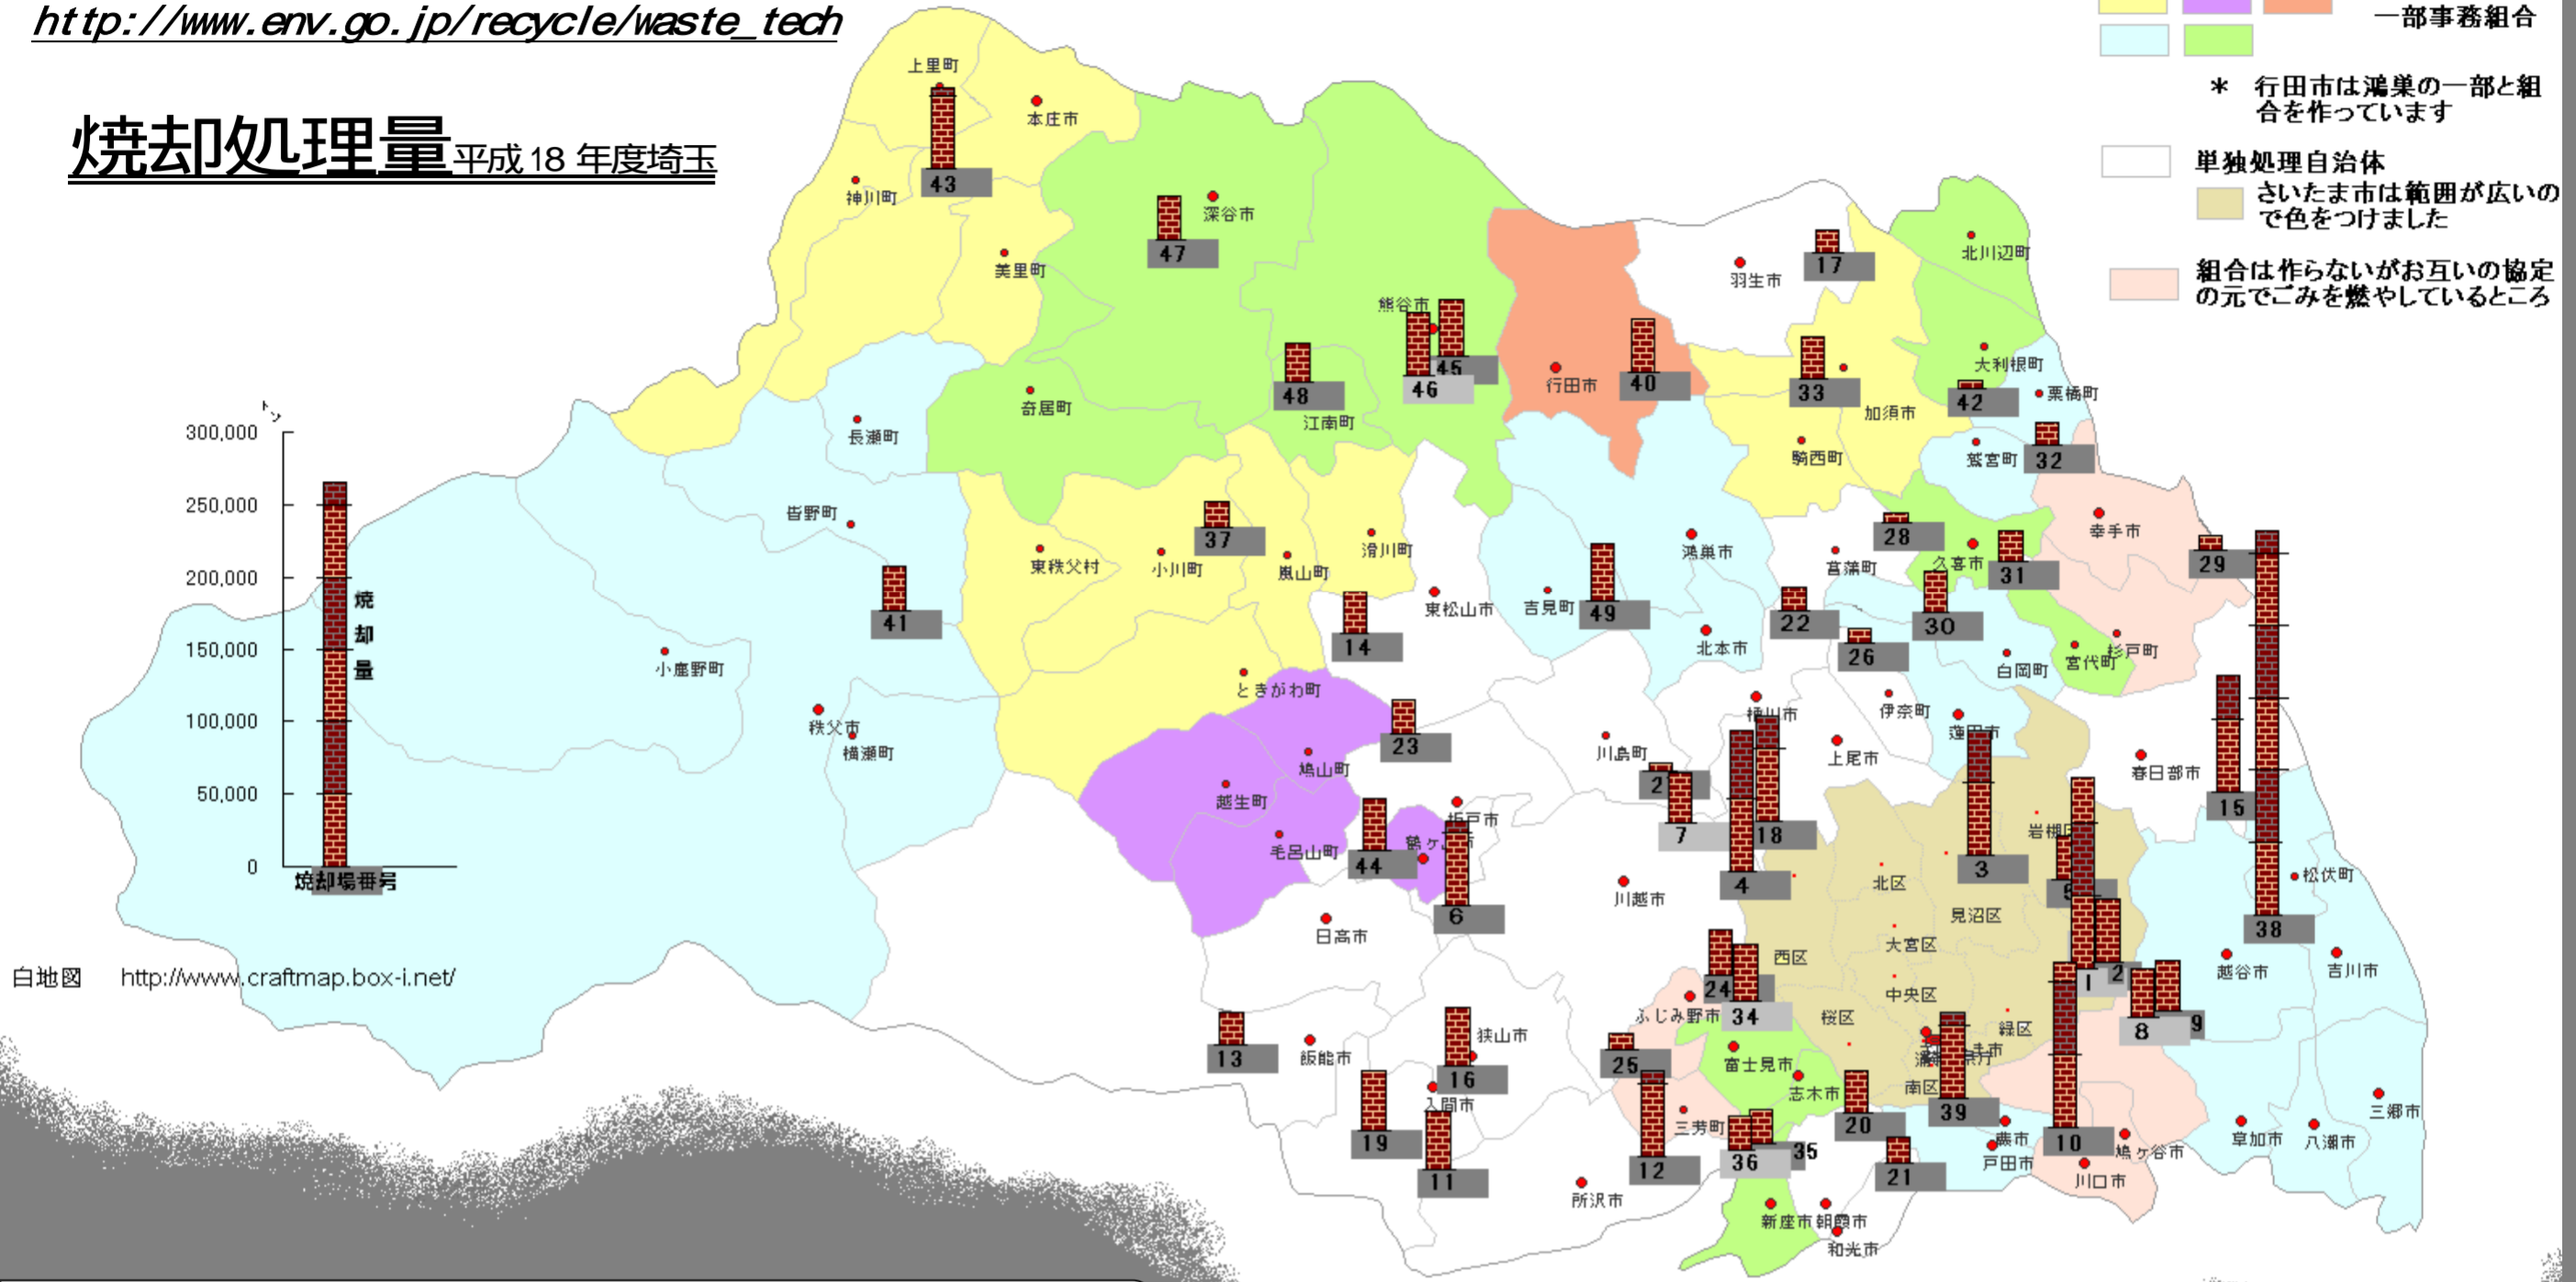 http://www.env.go.jp/recycle/waste_tech
焼却処理量平成18年度埼玉
一部事務組合
* 行田市は鴻巣の一部と組
合を作っています
単独処理自治体
さいたま市は範囲が広いの
で色をつけました
組合は作らないがお互いの協定
の元でごみを燃やしているところ
上里町
本庄市
43
神川町
深谷市
47
美里町
北川辺町
羽生市
17
熊谷市
45
46
48
江南町
行田市
40
33
加須市
大利根町
42
栗橋町
騎西町
鷲宮町
32
長瀬町
皆野町
41
小鹿野町
秩父市
横瀬町
東秩父村
小川町
37
嵐山町
滑川町
14
東松山市
吉見町
49
鴻巣市
北本市
22
菖蒲町
28
久喜市
31
30
26
幸手市
29
杉戸町
宮代町
白岡町
ときがわ町
23
鳩山町
越生町
毛呂山町
44
坂戸市
6
日高市
川島町
2
7
桶川市
18
4
上尾市
伊奈町
3
春日部市
15
38
松伏町
川越市
北区
見沼区
大宮区
西区
中央区
桜区
緑区
南区
39
5
1
2
8
9
越谷市
吉川市
24
34
ふじみ野市
25
富士見市
志木市
三芳町
12
36
35
20
21
蕨市
戸田市
10
鳩ヶ谷市
川口市
草加市
八潮市
三郷市
13
飯能市
狭山市
16
入間市
19
11
所沢市
新座市
朝霞市
和光市
300,000
250,000
200,000
150,000
100,000
50,000
0
焼却量
焼却場番号
白地図 http://www.craftmap.box-i.net/